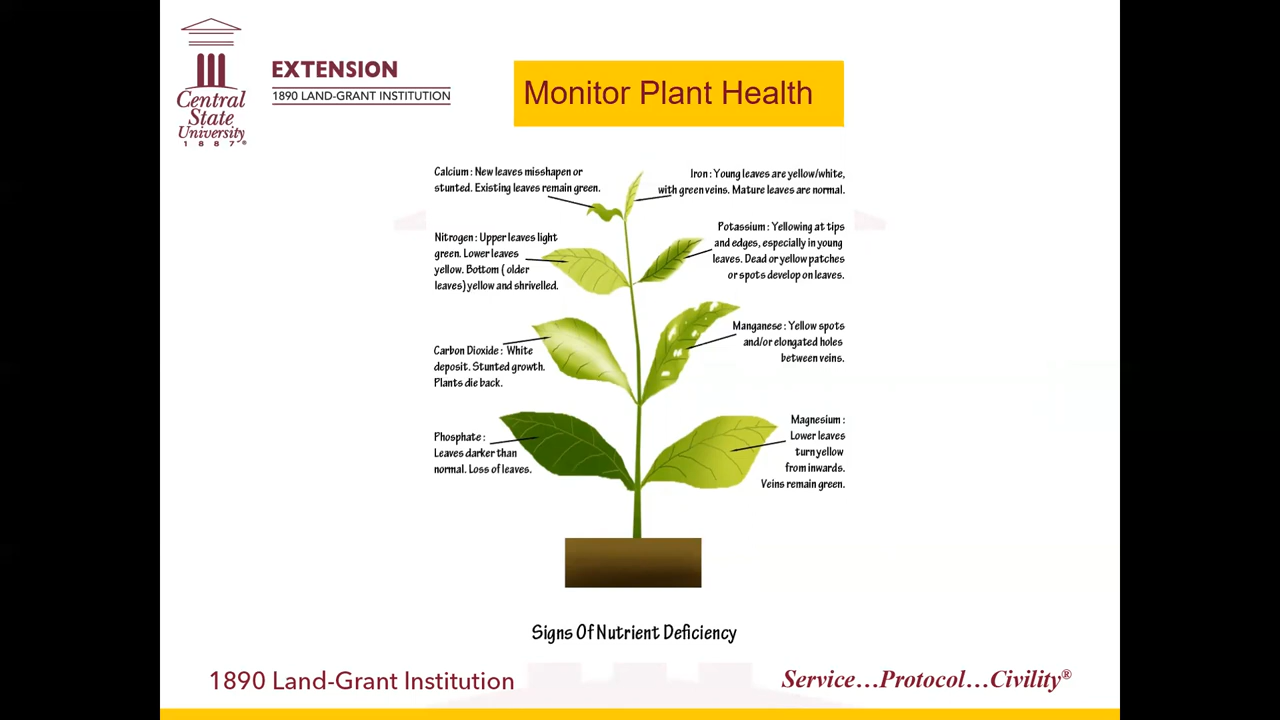 EXTENSION
1890 LAND-GRANT INSTITUTION
Central
State
University
1887®
Monitor Plant Health
Calcium : New leaves misshapen or
stunted. Existing leaves remain green.
Iron : Young leaves are yellow/white,
with green veins. Mature leaves are normal.
Nitrogen : Upper leaves light
green. Lower leaves
yellow. Bottom ( older
leaves) yellow and shrivelled.
Potassium : Yellowing at tips
and edges, especially in young
leaves. Dead or yellow patches
or spots develop on leaves.
Carbon Dioxide : White
deposit. Stunted growth.
Plants die back.
Manganese : Yellow spots
and/or elongated holes
between veins.
Phosphate :
Leaves darker than
normal. Loss of leaves.
Magnesium :
Lower leaves
turn yellow
from inwards.
Veins remain green.
Signs Of Nutrient Deficiency
1890 Land-Grant Institution
Service...Protocol...Civility®